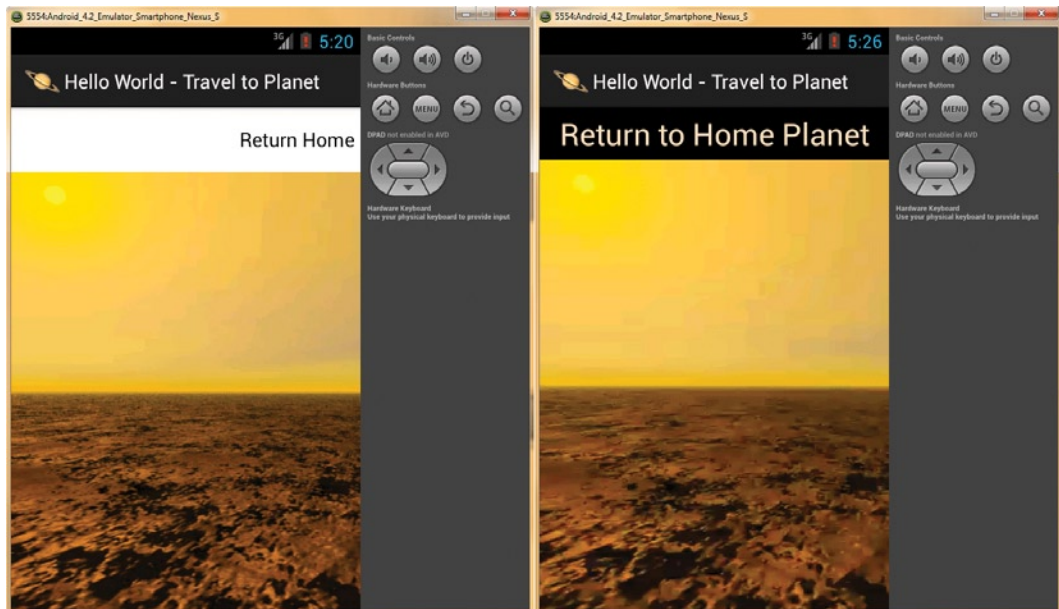 5554:Android_4.2_Emulator_Smartphone_Nexus_S
3G 5:20
Hello World - Travel to Planet
Return Home
Basic Controls
Hardware Buttons
MENU
DPAD not enabled in AVD
Hardware Keyboard
Use your physical keyboard to provide input
5554:Android_4.2_Emulator_Smartphone_Nexus_S
3G 5:26
Hello World - Travel to Planet
Return to Home Planet
Basic Controls
Hardware Buttons
MENU
DPAD not enabled in AVD
Hardware Keyboard
Use your physical keyboard to provide input